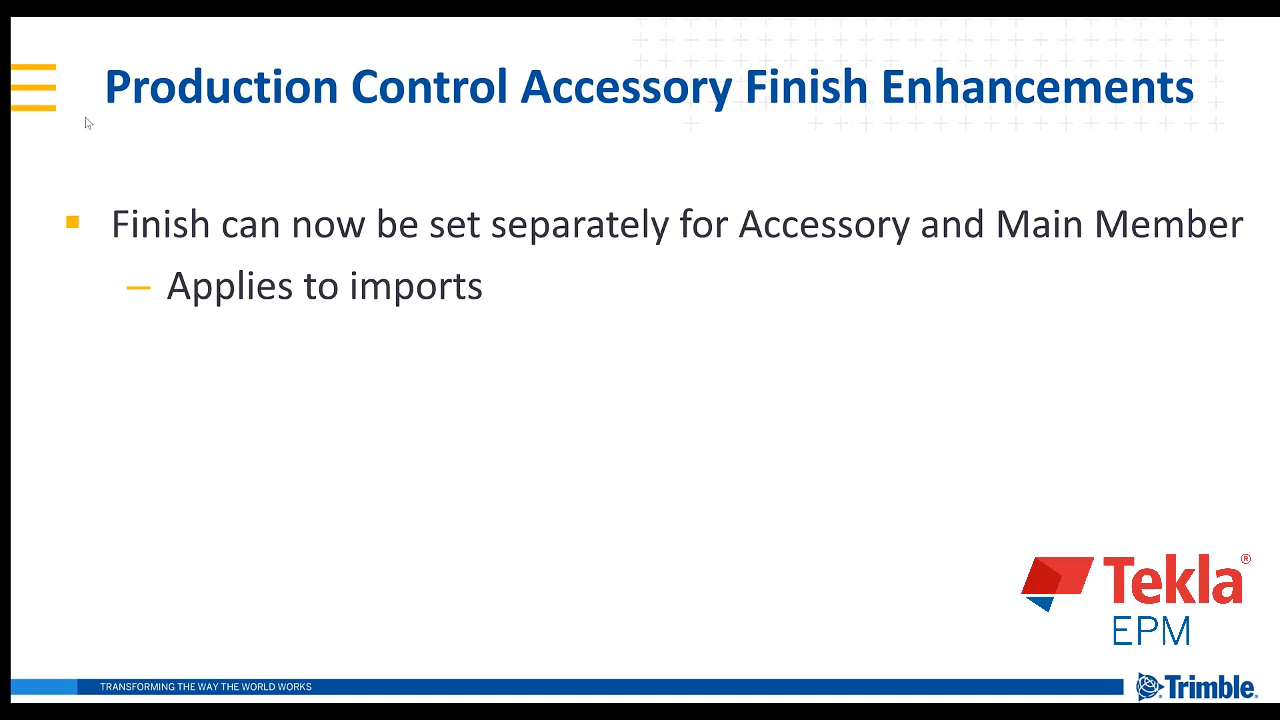 Production Control Accessory Finish Enhancements
Finish can now be set separately for Accessory and Main Member
– Applies to imports
Tekla®
EPM
TRANSFORMING THE WAY THE WORLD WORKS
Trimble